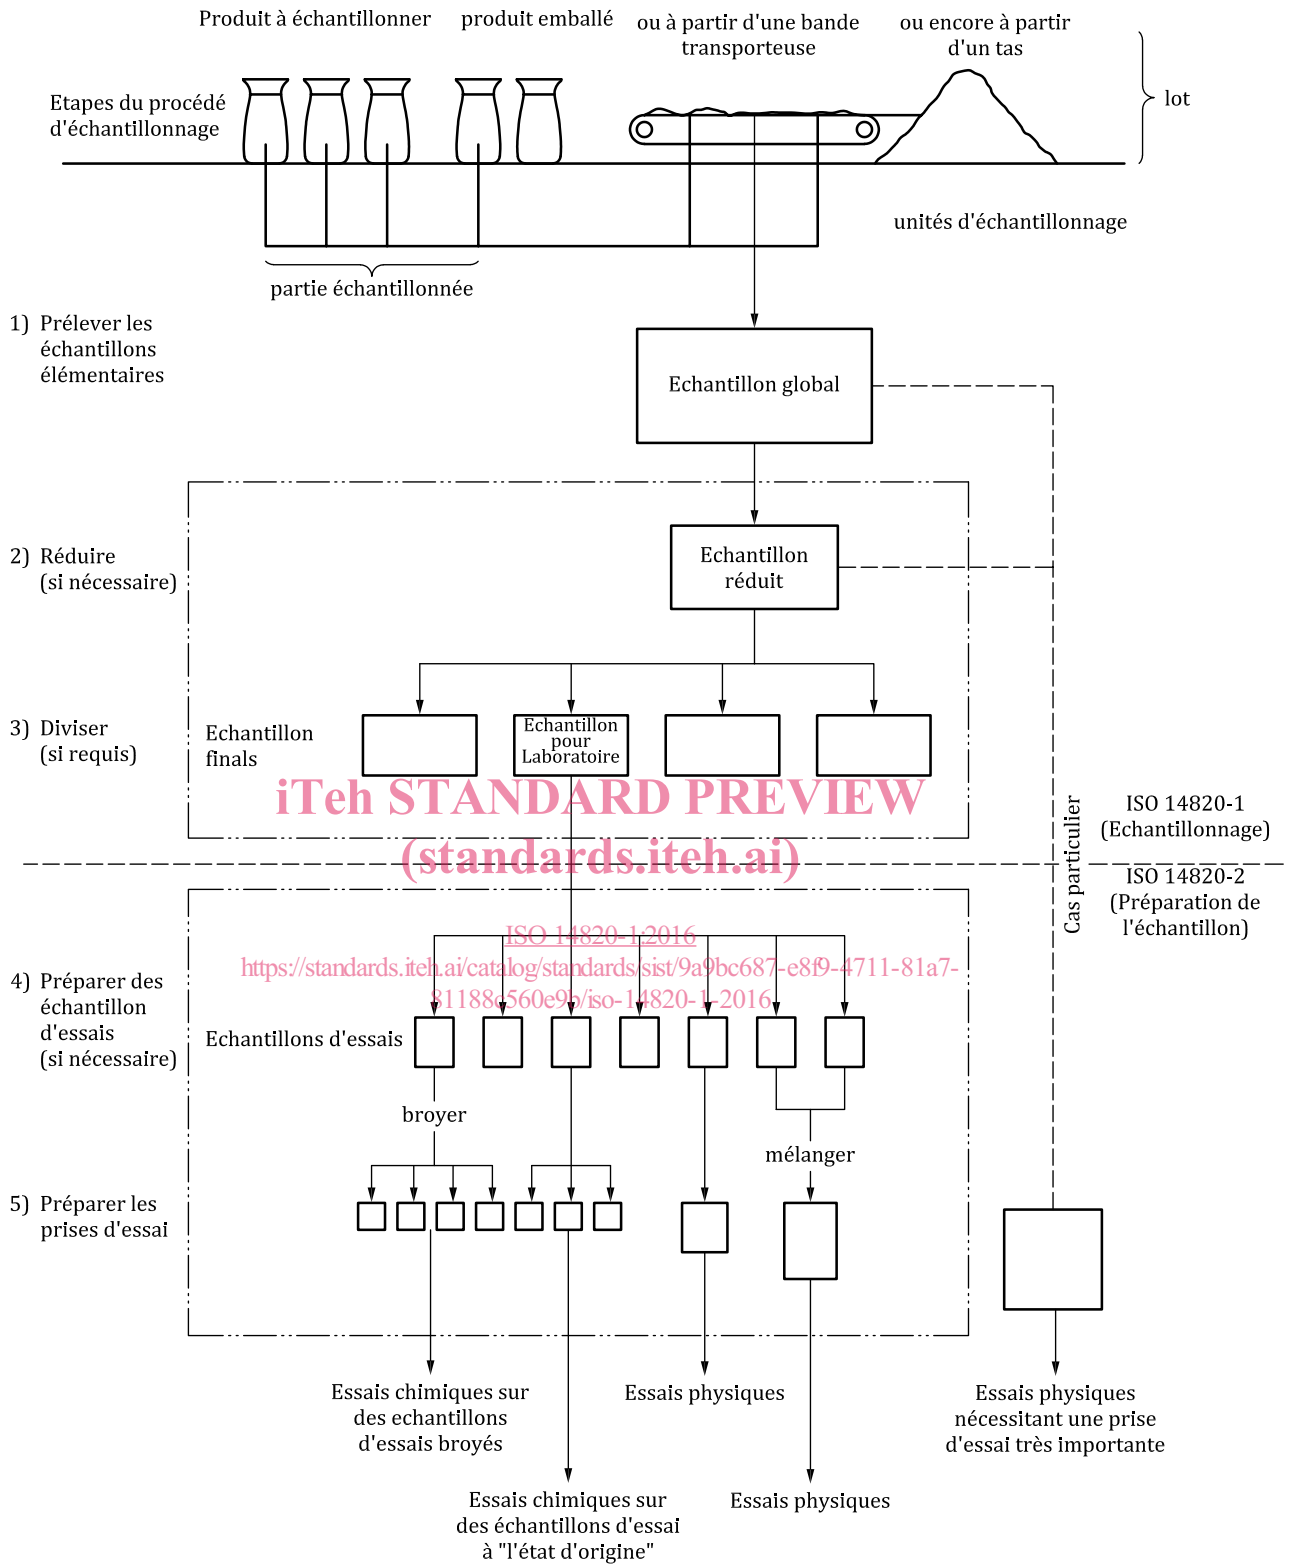 Produit à échantillonner
produit emballé
ou à partir d'une bande
transporteuse
ou encore à partir
d'un tas
Etapes du procédé
d'échantillonnage
lot
unités d'échantillonnage
partie échantillonnée
1) Prélever les
échantillons
élémentaires
Echantillon global
2) Réduire
(si nécessaire)
Echantillon
réduit
3) Diviser
(si requis)
Echantillon
finals
Echantillon
pour
Laboratoire
iTeh STANDARD PREVIEW
(standards.iteh.ai)
Cas particulier
ISO 14820-1
(Echantillonnage)
ISO 14820-2
(Préparation de
l'échantillon)
ISO 14820-1:2016
https://standards.iteh.ai/catalog/standards/sist/9a9bc687-e8f9-4711-81a7-
81188c560e9b/iso-14820-1-2016
4) Préparer des
échantillon
d'essais
(si nécessaire)
Echantillons d'essais
broyer
mélanger
5) Préparer les
prises d'essai
Essais chimiques sur
des echantillons
d'essais broyés
Essais physiques
Essais physiques
nécessitant une prise
d'essai très importante
Essais chimiques sur
des échantillons d'essai
à "l'état d'origine"
Essais physiques